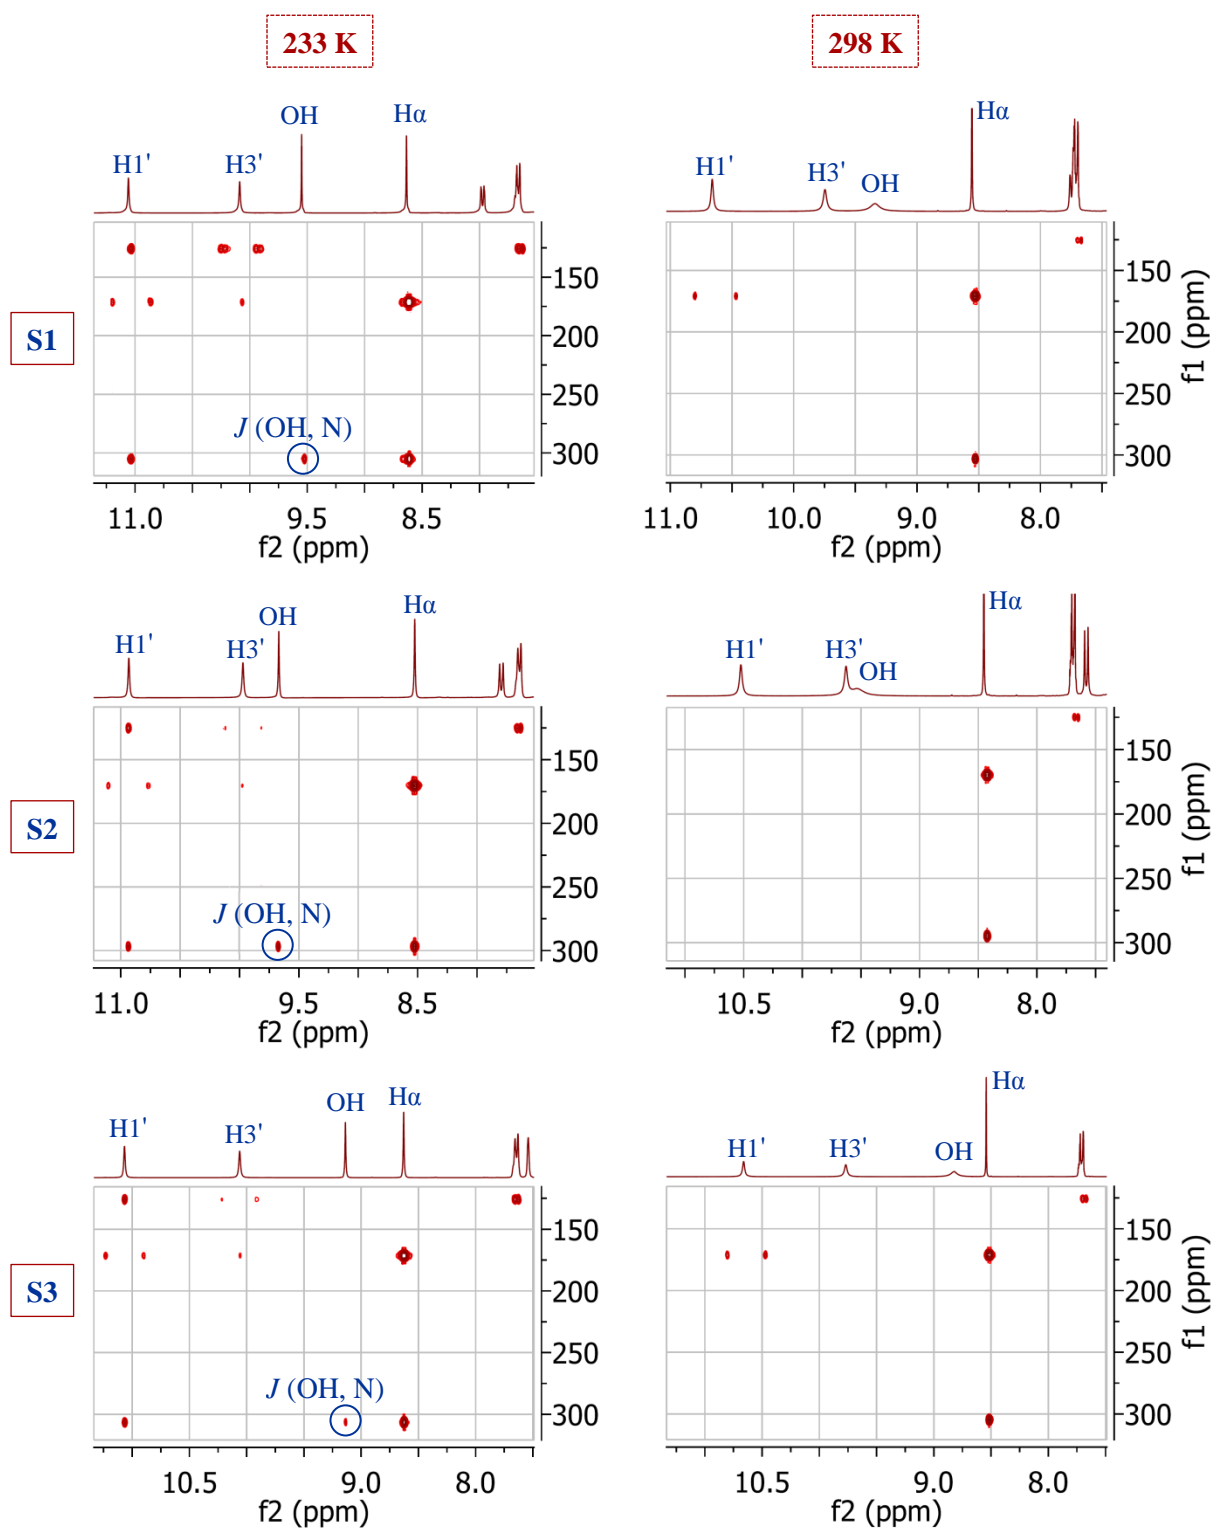 233 K
298 K
S1
H1'
H3'
OH
Hα
J (OH, N)
150
200
250
300
11.0
9.5
8.5
f2 (ppm)
H1'
H3'
OH
Hα
150
200
250
300
f1 (ppm)
11.0
10.0
9.0
8.0
f2 (ppm)
S2
H1'
H3'
OH
Hα
J (OH, N)
150
200
250
300
11.0
9.5
8.5
f2 (ppm)
H1'
H3'
OH
Hα
150
200
250
300
f1 (ppm)
10.5
9.0
8.0
f2 (ppm)
S3
H1'
H3'
OH
Hα
J (OH, N)
150
200
250
300
10.5
9.0
8.0
f2 (ppm)
H1'
H3'
OH
Hα
150
200
250
300
f1 (ppm)
10.5
9.0
8.0
f2 (ppm)